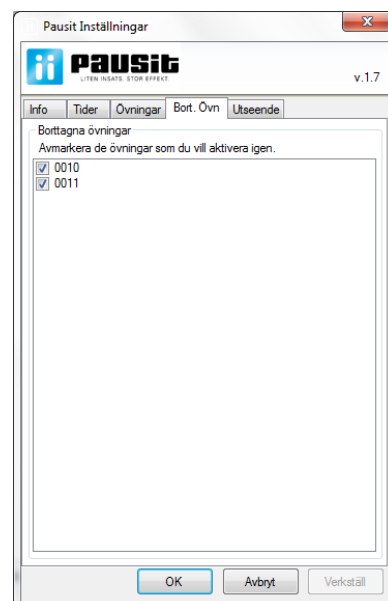 Pausit Inställningar
Pausit
LITEN INSATS. STOR EFFEKT.
v.1.7
Info Tider Övningar Bort. Övn Utseende
Borttagna övningar
Avmarkera de övningar som du vill aktivera igen.
0010
0011
OK Avbryt Verkställ